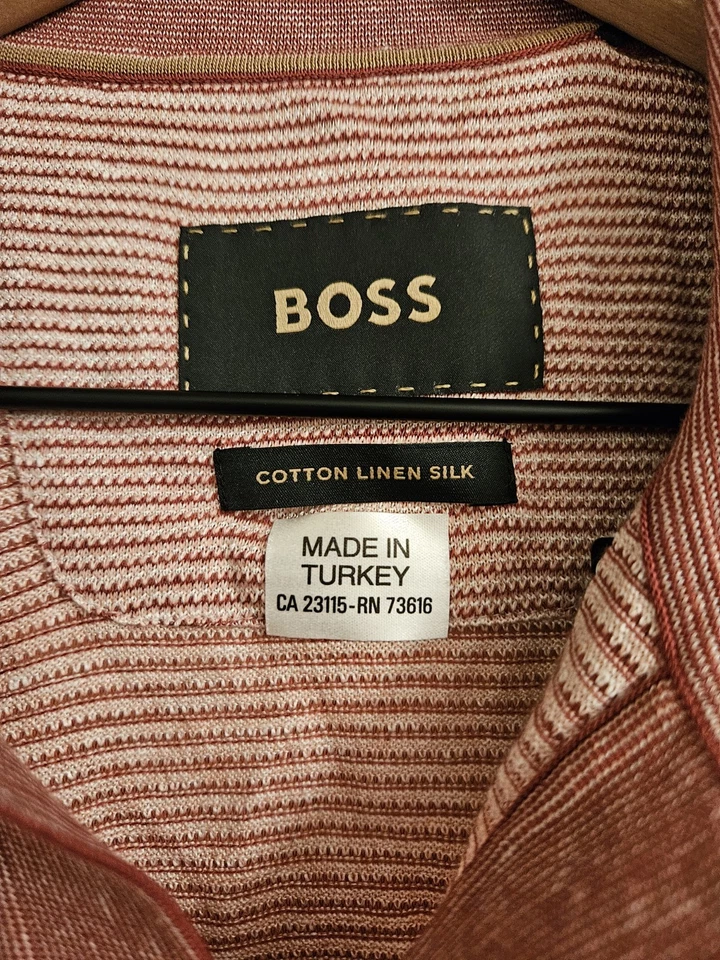 BOSS
COTTON LINEN SILK
MADE IN
TURKEY
CA 23115-RN 73616